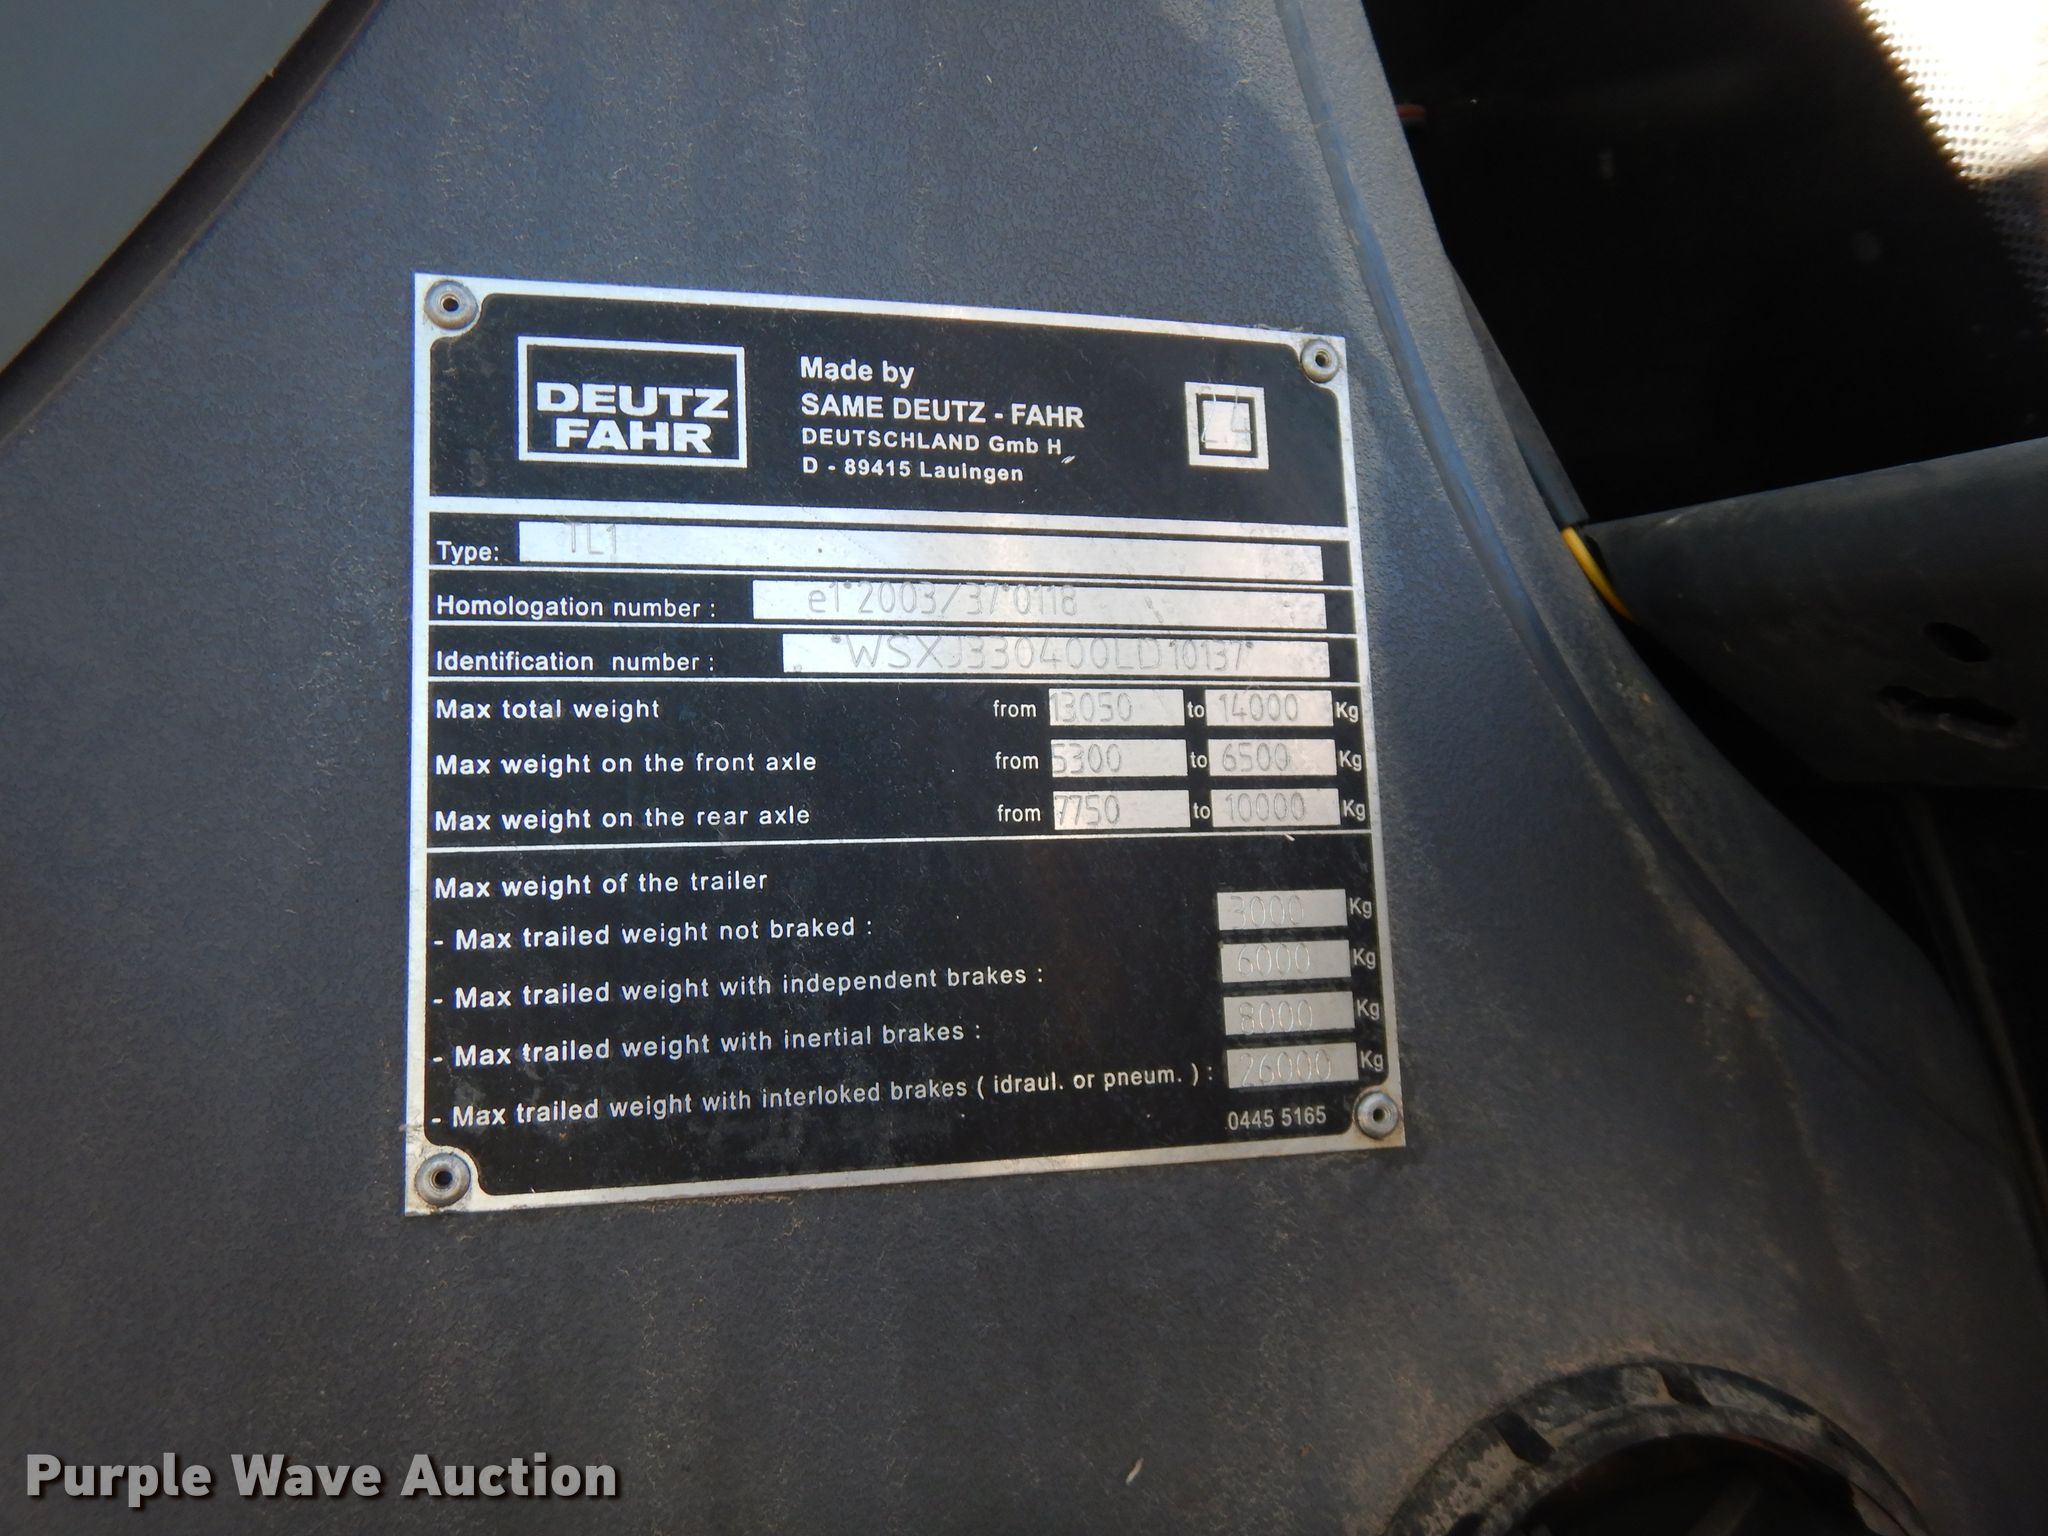 DEUTZ
FAHR
Made by
SAME DEUTZ - FAHR
DEUTSCHLAND Gmb H
D - 89415 Lauingen
24
Type: TL1
Homologation number : e1*2003/37*0118
Identification number : *WSXJ330400LD10137*
Max total weight from 13050 to 14000 Kg
Max weight on the front axle from 5300 to 6500 Kg
Max weight on the rear axle from 7750 to 10000 Kg
Max weight of the trailer
- Max trailed weight not braked : 3000 Kg
- Max trailed weight with independent brakes : 6000 Kg
- Max trailed weight with inertial brakes : 8000 Kg
- Max trailed weight with interloked brakes ( idraul. or pneum. ) : 26000 Kg
0445 5165
Purple Wave Auction